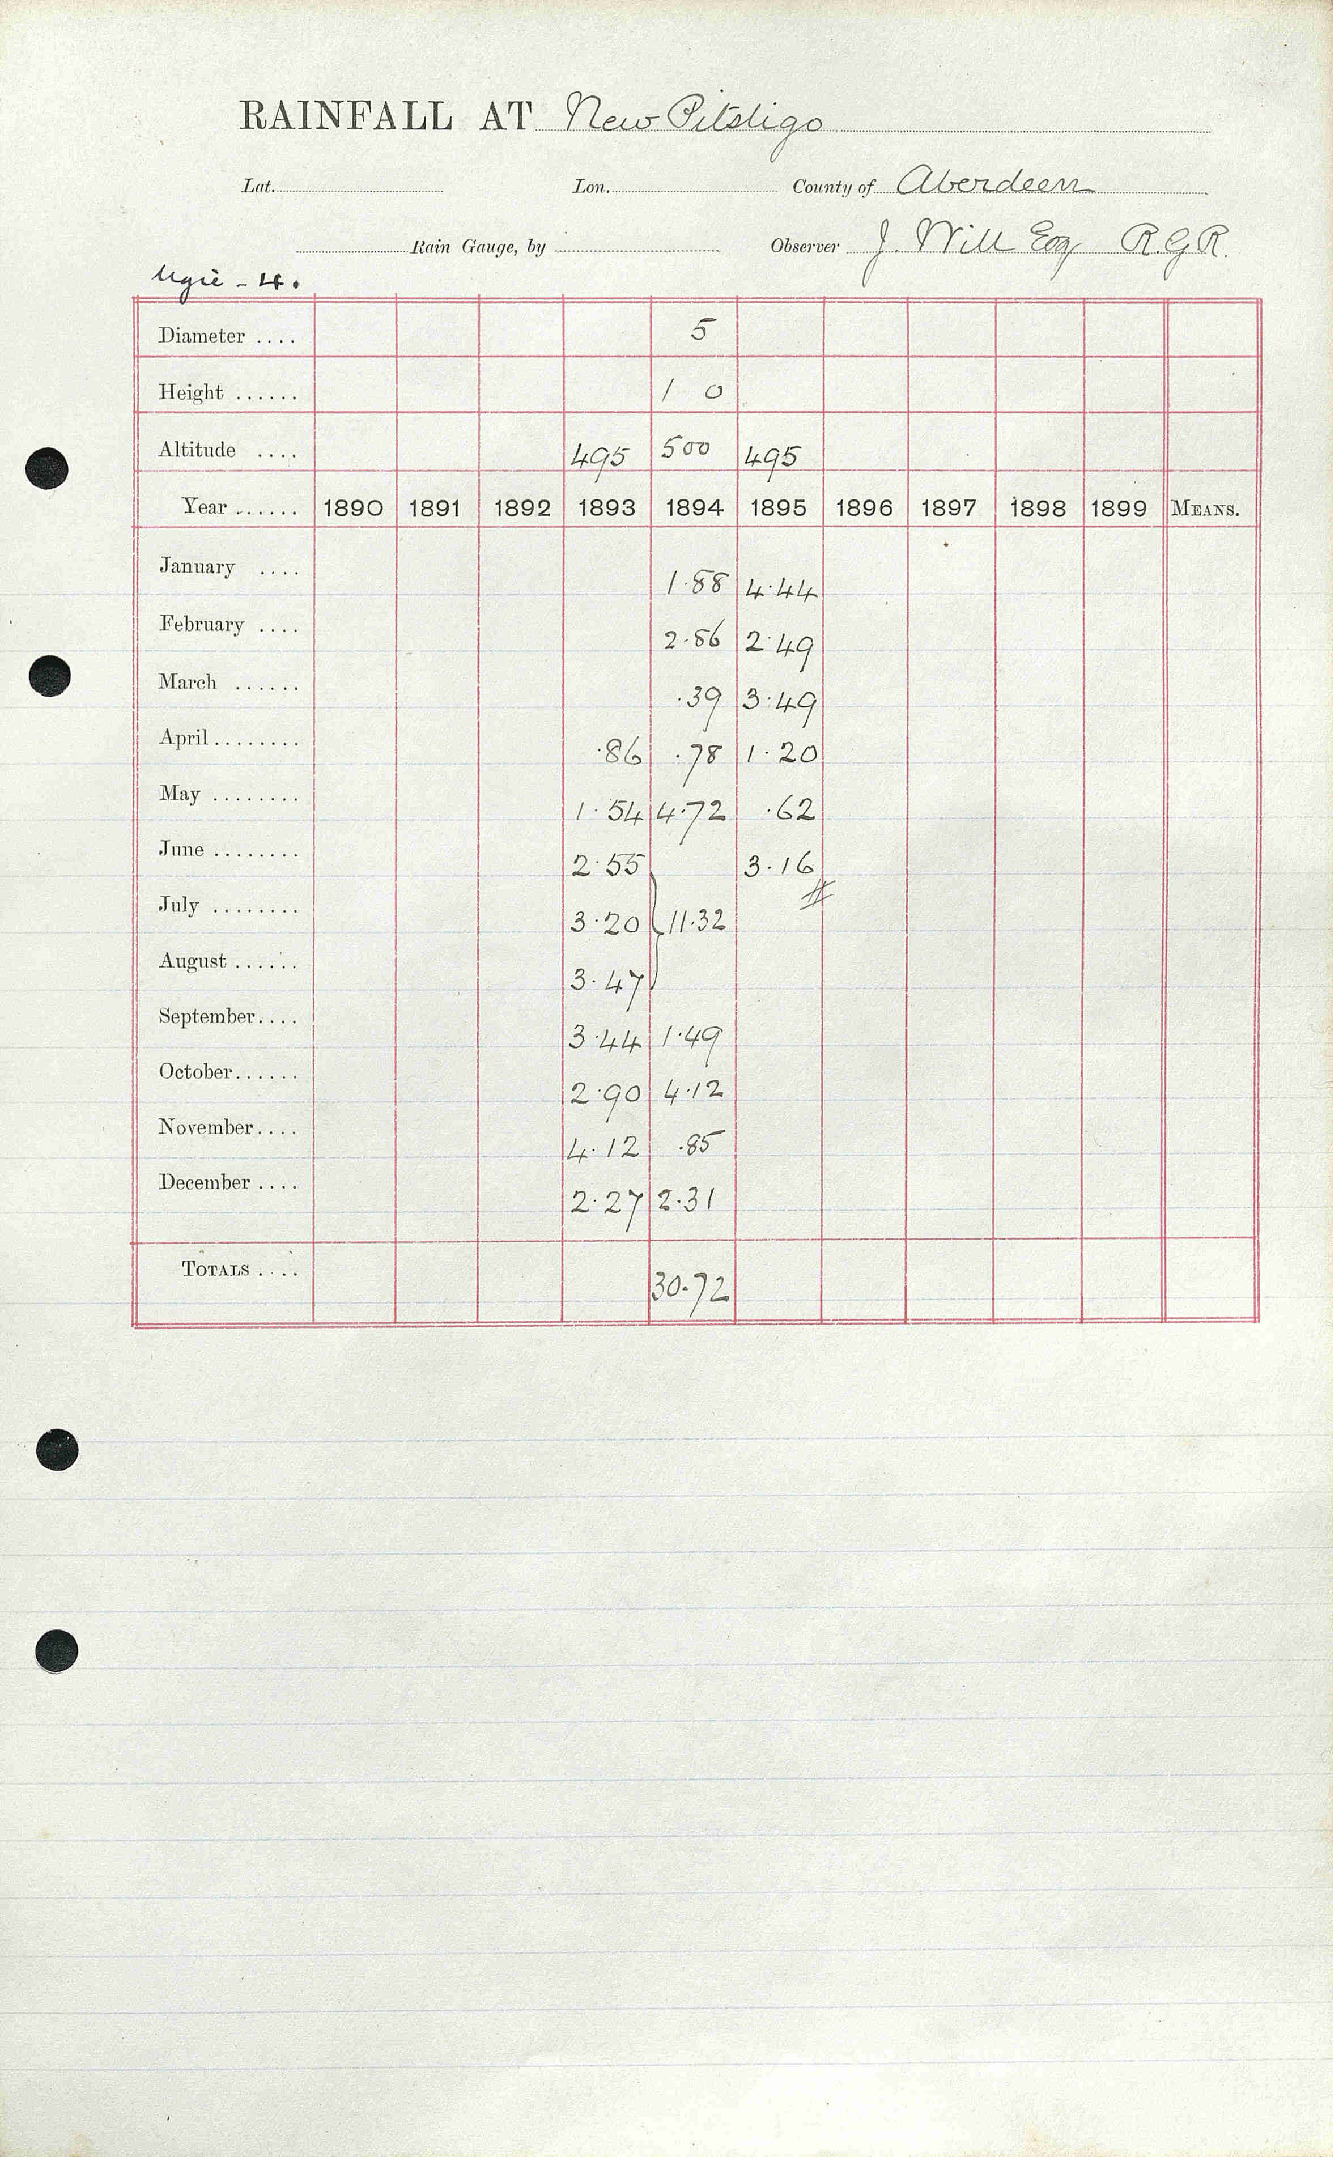 RAINFALL AT New Pitsligo
Lat. Lon. County of Aberdeen
Rain Gauge, by Observer J. Will Esq R.G.R.
Ugie - 4.
Diameter .... 5
Height ...... 1 0
Altitude .... 495 500 495
Year ...... 1890 1891 1892 1893 1894 1895 1896 1897 1898 1899 MEANS.
January .... 1.88 4.44
February .... 2.86 2.49
March ...... .39 3.49
April ........ .86 .78 1.20
May ........ 1.54 4.72 .62
June ........ 2.55 3.16
July ........ 3.20 11.32
August ...... 3.47
September .... 3.44 1.49
October ...... 2.90 4.12
November .... 4.12 .85
December .... 2.27 2.31
TOTALS .... 30.72